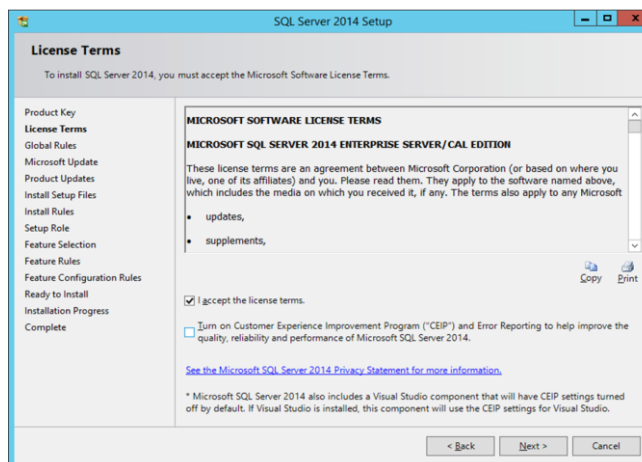 SQL Server 2014 Setup
License Terms
To install SQL Server 2014, you must accept the Microsoft Software License Terms.
Product Key
License Terms
Global Rules
Microsoft Update
Product Updates
Install Setup Files
Install Rules
Setup Role
Feature Selection
Feature Rules
Feature Configuration Rules
Ready to Install
Installation Progress
Complete
MICROSOFT SOFTWARE LICENSE TERMS
MICROSOFT SQL SERVER 2014 ENTERPRISE SERVER/CAL EDITION
These license terms are an agreement between Microsoft Corporation (or based on where you
live, one of its affiliates) and you. Please read them. They apply to the software named above,
which includes the media on which you received it, if any. The terms also apply to any Microsoft
• updates,
• supplements,
Copy Print
I accept the license terms.
Turn on Customer Experience Improvement Program ("CEIP") and Error Reporting to help improve the
quality, reliability and performance of Microsoft SQL Server 2014.
See the Microsoft SQL Server 2014 Privacy Statement for more information.
* Microsoft SQL Server 2014 also includes a Visual Studio component that will have CEIP settings turned
off by default. If Visual Studio is installed, this component will use the CEIP settings for Visual Studio.
< Back Next > Cancel